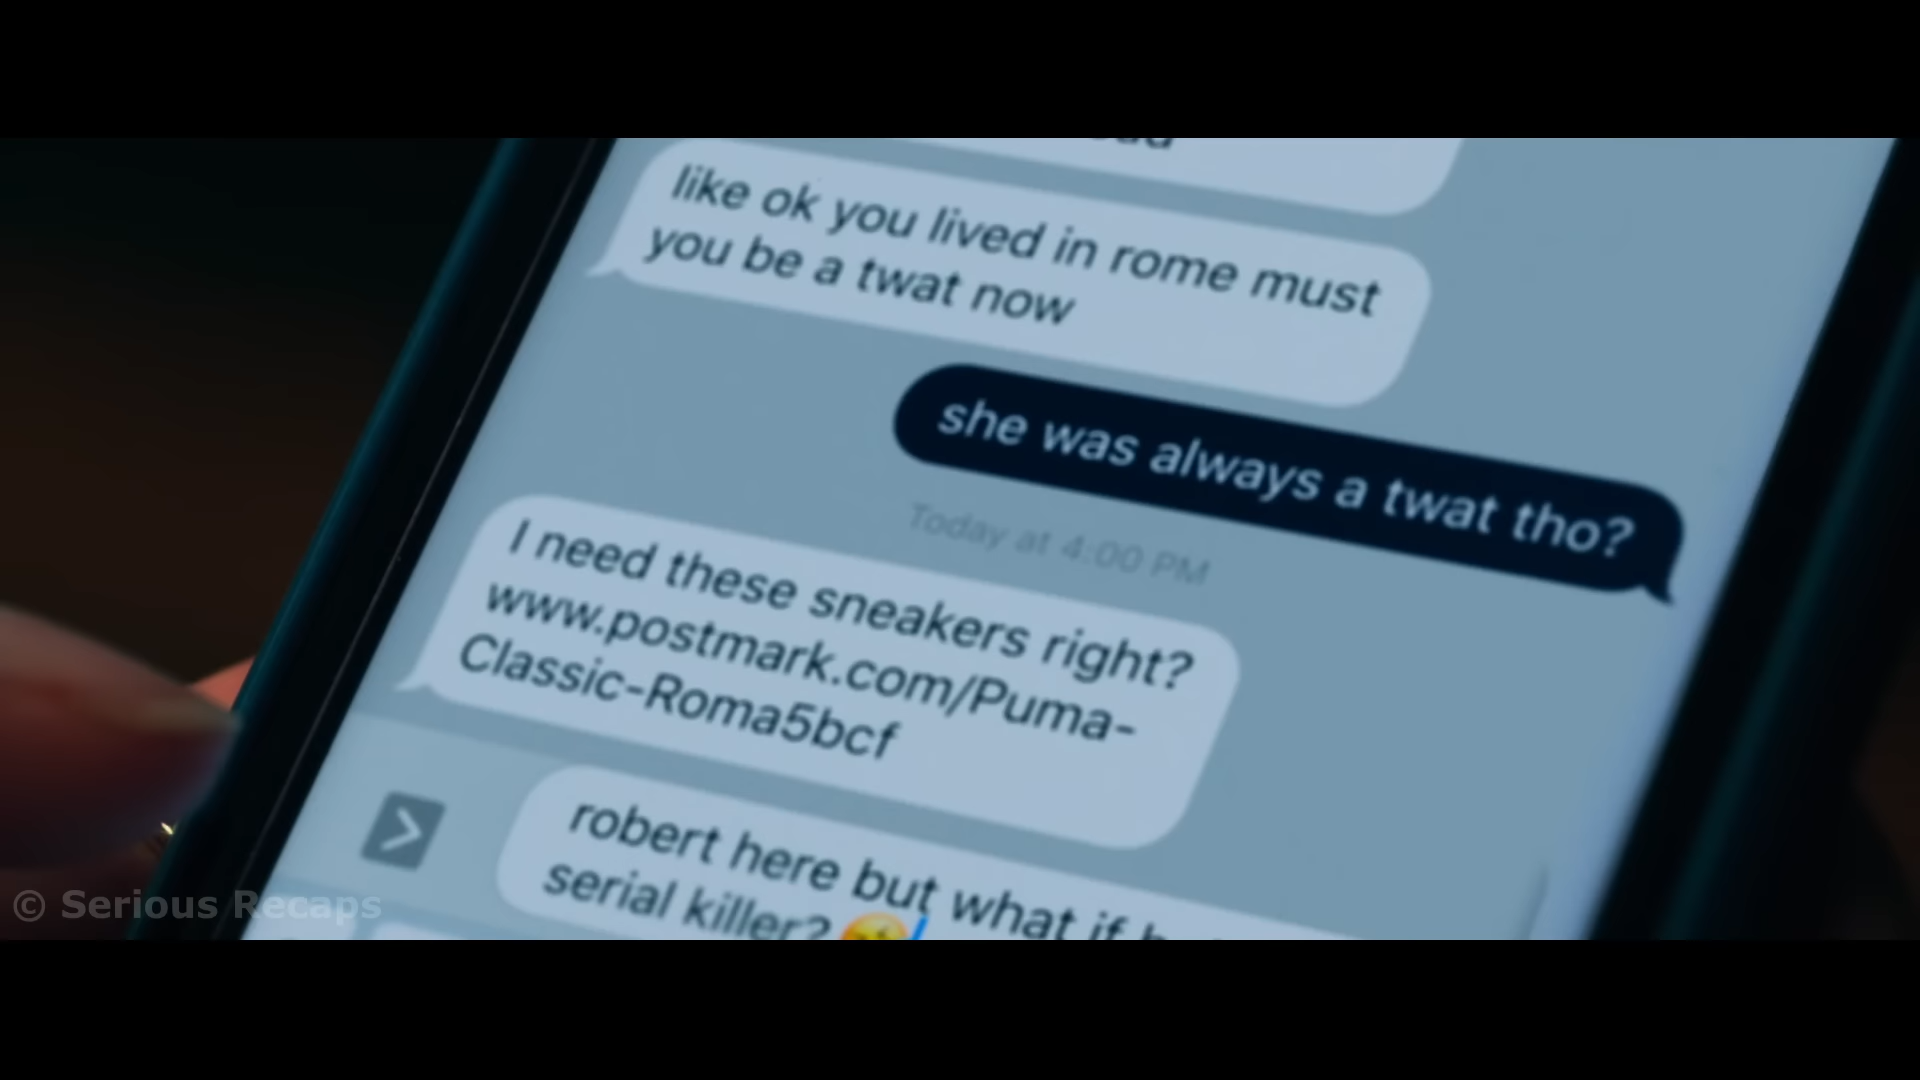 like ok you lived in rome must
you be a twat now
she was always a twat tho?
Today at 4:00 PM
I need these sneakers right?
www.postmark.com/Puma-
Classic-Roma5bcf
robert here but what if
serial killer?
© Serious Recaps